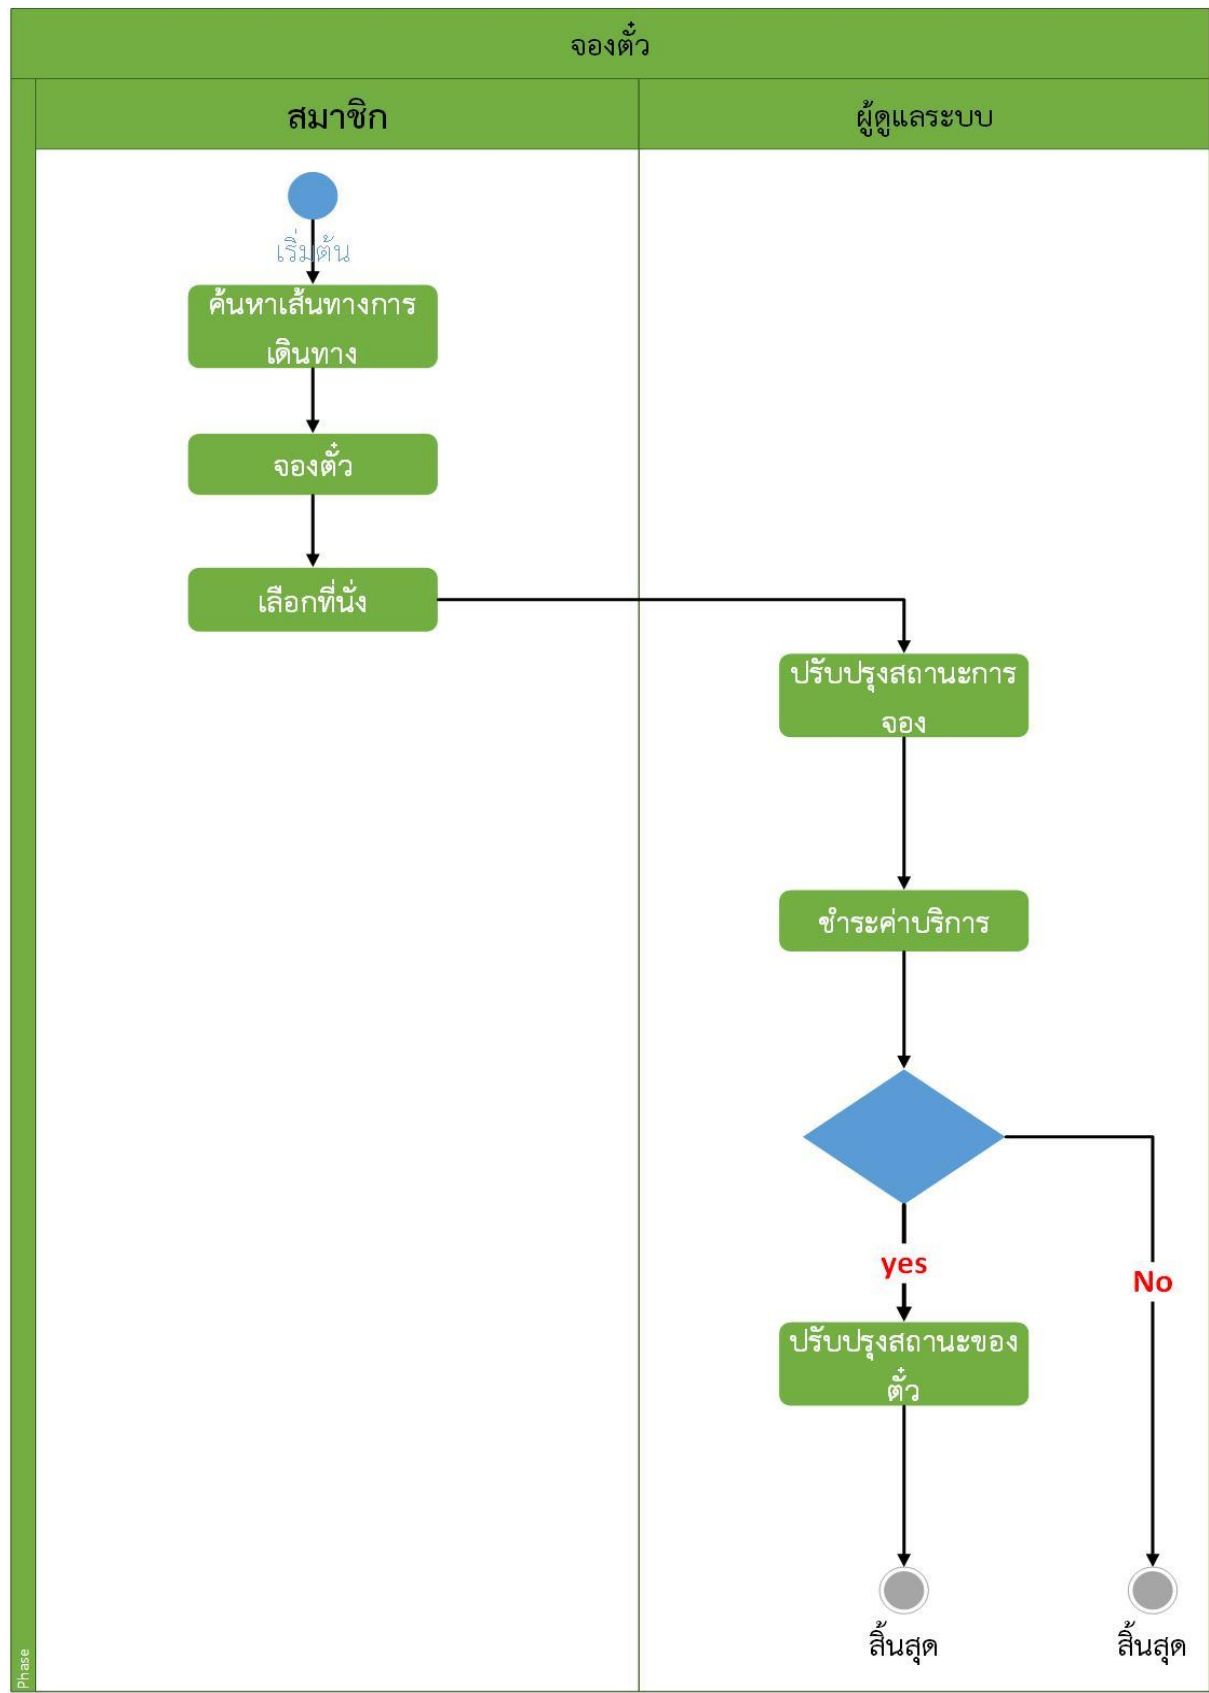 จองตั๋ว
สมาชิก
ผู้ดูแลระบบ
เริ่มต้น
ค้นหาเส้นทางการ
เดินทาง
จองตั๋ว
เลือกที่นั่ง
ปรับปรุงสถานะการ
จอง
ชำระค่าบริการ
yes
No
ปรับปรุงสถานะของ
ตั๋ว
สิ้นสุด
สิ้นสุด
Phase